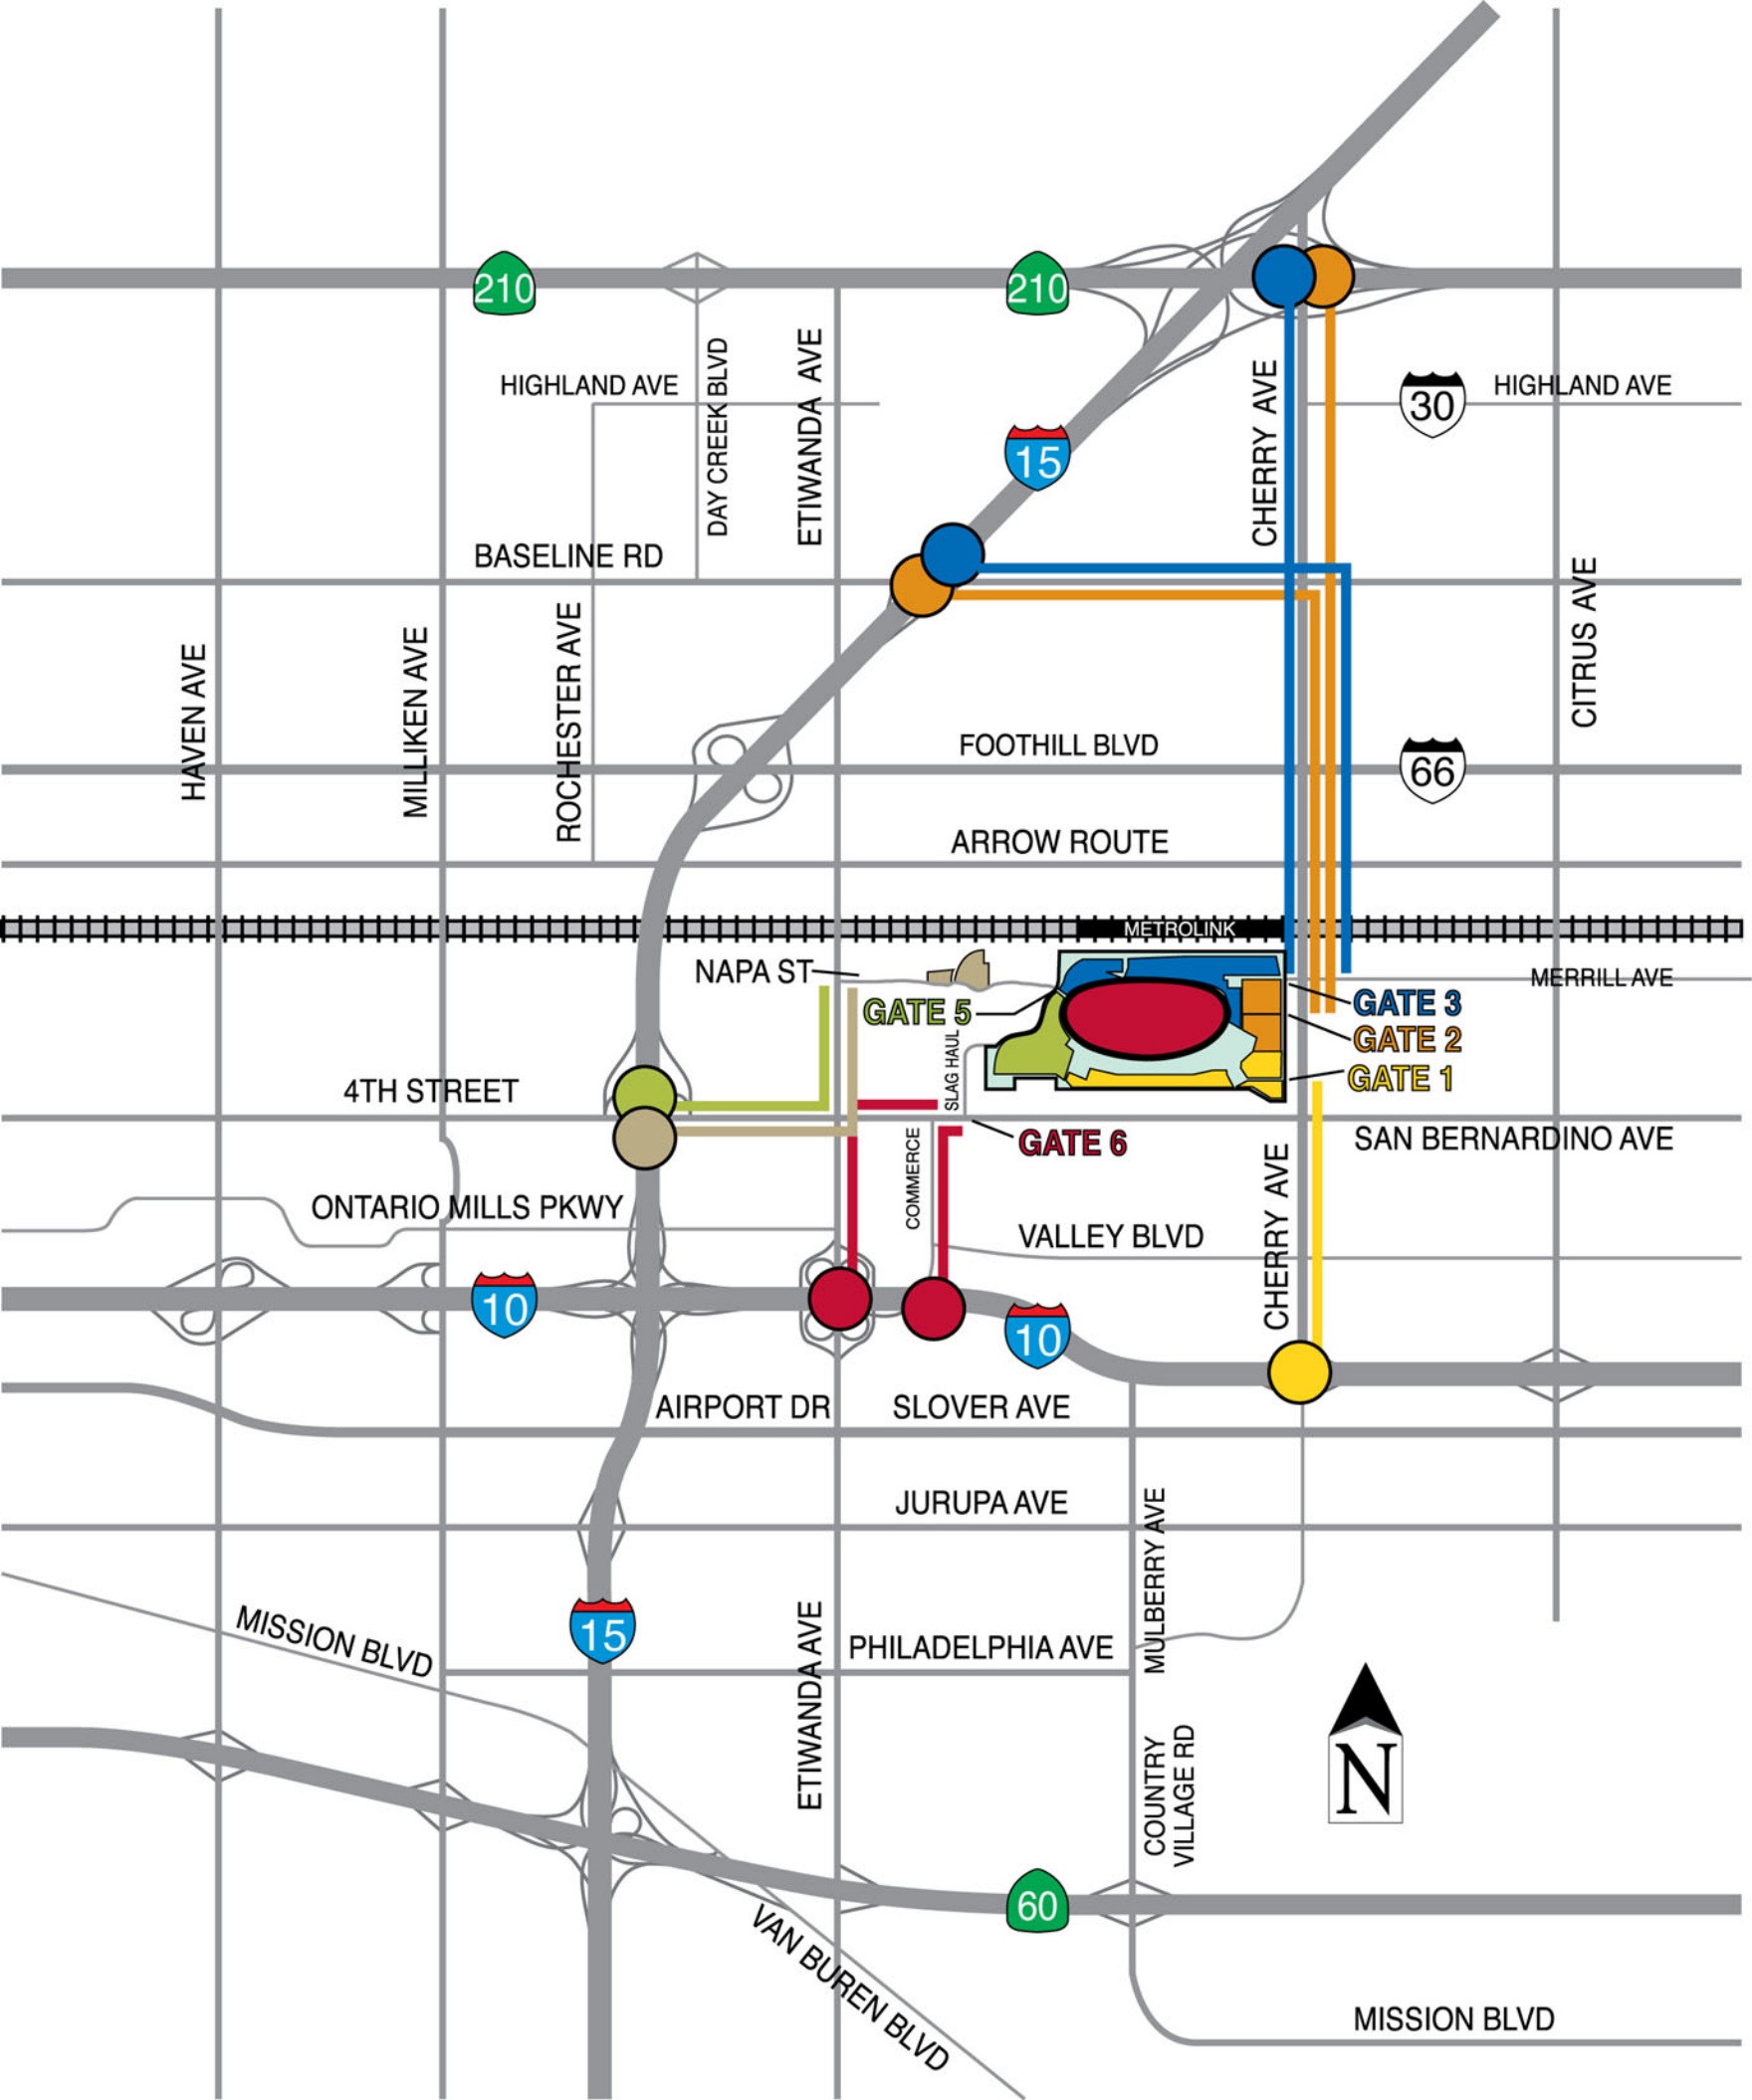 210
210
HIGHLAND AVE
DAY CREEK BLVD
ETIWANDA AVE
CHERRY AVE
30
HIGHLAND AVE
15
BASELINE RD
HAVEN AVE
MILLIKEN AVE
ROCHESTER AVE
CITRUS AVE
FOOTHILL BLVD
66
ARROW ROUTE
METROLINK
NAPA ST
MERRILL AVE
GATE 5
GATE 3
GATE 2
GATE 1
SLAG HAUL
4TH STREET
GATE 6
SAN BERNARDINO AVE
COMMERCE
CHERRY AVE
ONTARIO MILLS PKWY
VALLEY BLVD
10
10
AIRPORT DR
SLOVER AVE
JURUPA AVE
MULBERRY AVE
MISSION BLVD
15
ETIWANDA AVE
PHILADELPHIA AVE
COUNTRY
VILLAGE RD
N
60
VAN BUREN BLVD
MISSION BLVD